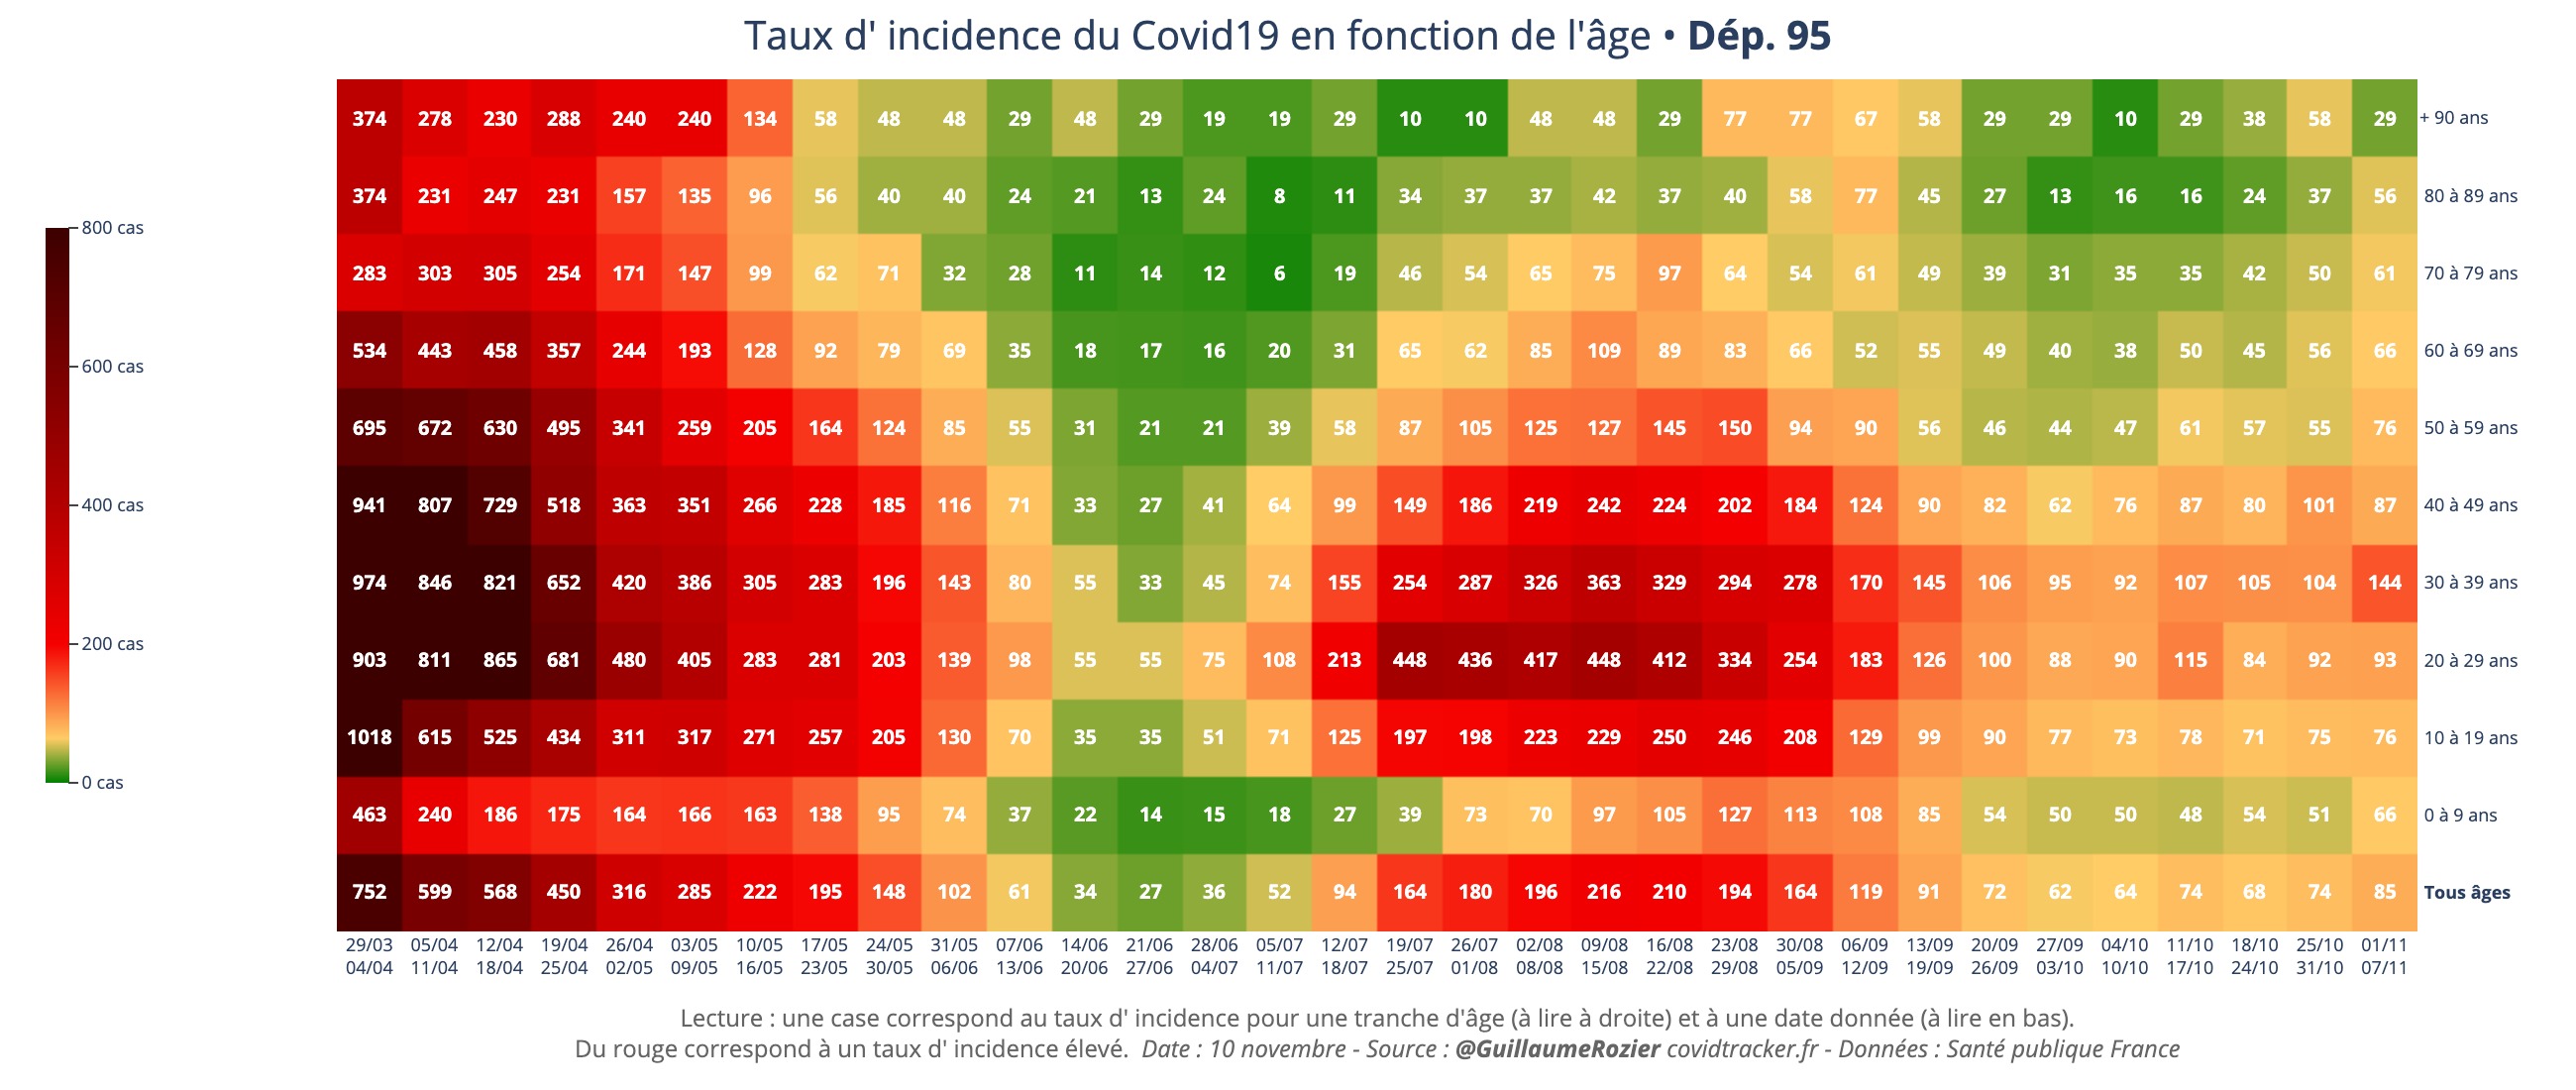 Taux d' incidence du Covid19 en fonction de l'âge • Dép. 95
800 cas
600 cas
400 cas
200 cas
0 cas
374 278 230 288 240 240 134 58 48 48 29 48 29 19 19 29 10 10 48 48 29 77 77 67 58 29 29 10 29 38 58 29 + 90 ans
374 231 247 231 157 135 96 56 40 40 24 21 13 24 8 11 34 37 37 42 37 40 58 77 45 27 13 16 16 24 37 56 80 à 89 ans
283 303 305 254 171 147 99 62 71 32 28 11 14 12 6 19 46 54 65 75 97 64 54 61 49 39 31 35 35 42 50 61 70 à 79 ans
534 443 458 357 244 193 128 92 79 69 35 18 17 16 20 31 65 62 85 109 89 83 66 52 55 49 40 38 50 45 56 66 60 à 69 ans
695 672 630 495 341 259 205 164 124 85 55 31 21 21 39 58 87 105 125 127 145 150 94 90 56 46 44 47 61 57 55 76 50 à 59 ans
941 807 729 518 363 351 266 228 185 116 71 33 27 41 64 99 149 186 219 242 224 202 184 124 90 82 62 76 87 80 101 87 40 à 49 ans
974 846 821 652 420 386 305 283 196 143 80 55 33 45 74 155 254 287 326 363 329 294 278 170 145 106 95 92 107 105 104 144 30 à 39 ans
903 811 865 681 480 405 283 281 203 139 98 55 55 75 108 213 448 436 417 448 412 334 254 183 126 100 88 90 115 84 92 93 20 à 29 ans
1018 615 525 434 311 317 271 257 205 130 70 35 35 51 71 125 197 198 223 229 250 246 208 129 99 90 77 73 78 71 75 76 10 à 19 ans
463 240 186 175 164 166 163 138 95 74 37 22 14 15 18 27 39 73 70 97 105 127 113 108 85 54 50 50 48 54 51 66 0 à 9 ans
752 599 568 450 316 285 222 195 148 102 61 34 27 36 52 94 164 180 196 216 210 194 164 119 91 72 62 64 74 68 74 85 Tous âges
29/03 05/04 12/04 19/04 26/04 03/05 10/05 17/05 24/05 31/05 07/06 14/06 21/06 28/06 05/07 12/07 19/07 26/07 02/08 09/08 16/08 23/08 30/08 06/09 13/09 20/09 27/09 04/10 11/10 18/10 25/10 01/11
04/04 11/04 18/04 25/04 02/05 09/05 16/05 23/05 30/05 06/06 13/06 20/06 27/06 04/07 11/07 18/07 25/07 01/08 08/08 15/08 22/08 29/08 05/09 12/09 19/09 26/09 03/10 10/10 17/10 24/10 31/10 07/11
Lecture : une case correspond au taux d' incidence pour une tranche d'âge (à lire à droite) et à une date donnée (à lire en bas).
Du rouge correspond à un taux d' incidence élevé. Date : 10 novembre - Source : @GuillaumeRozier covidtracker.fr - Données : Santé publique France